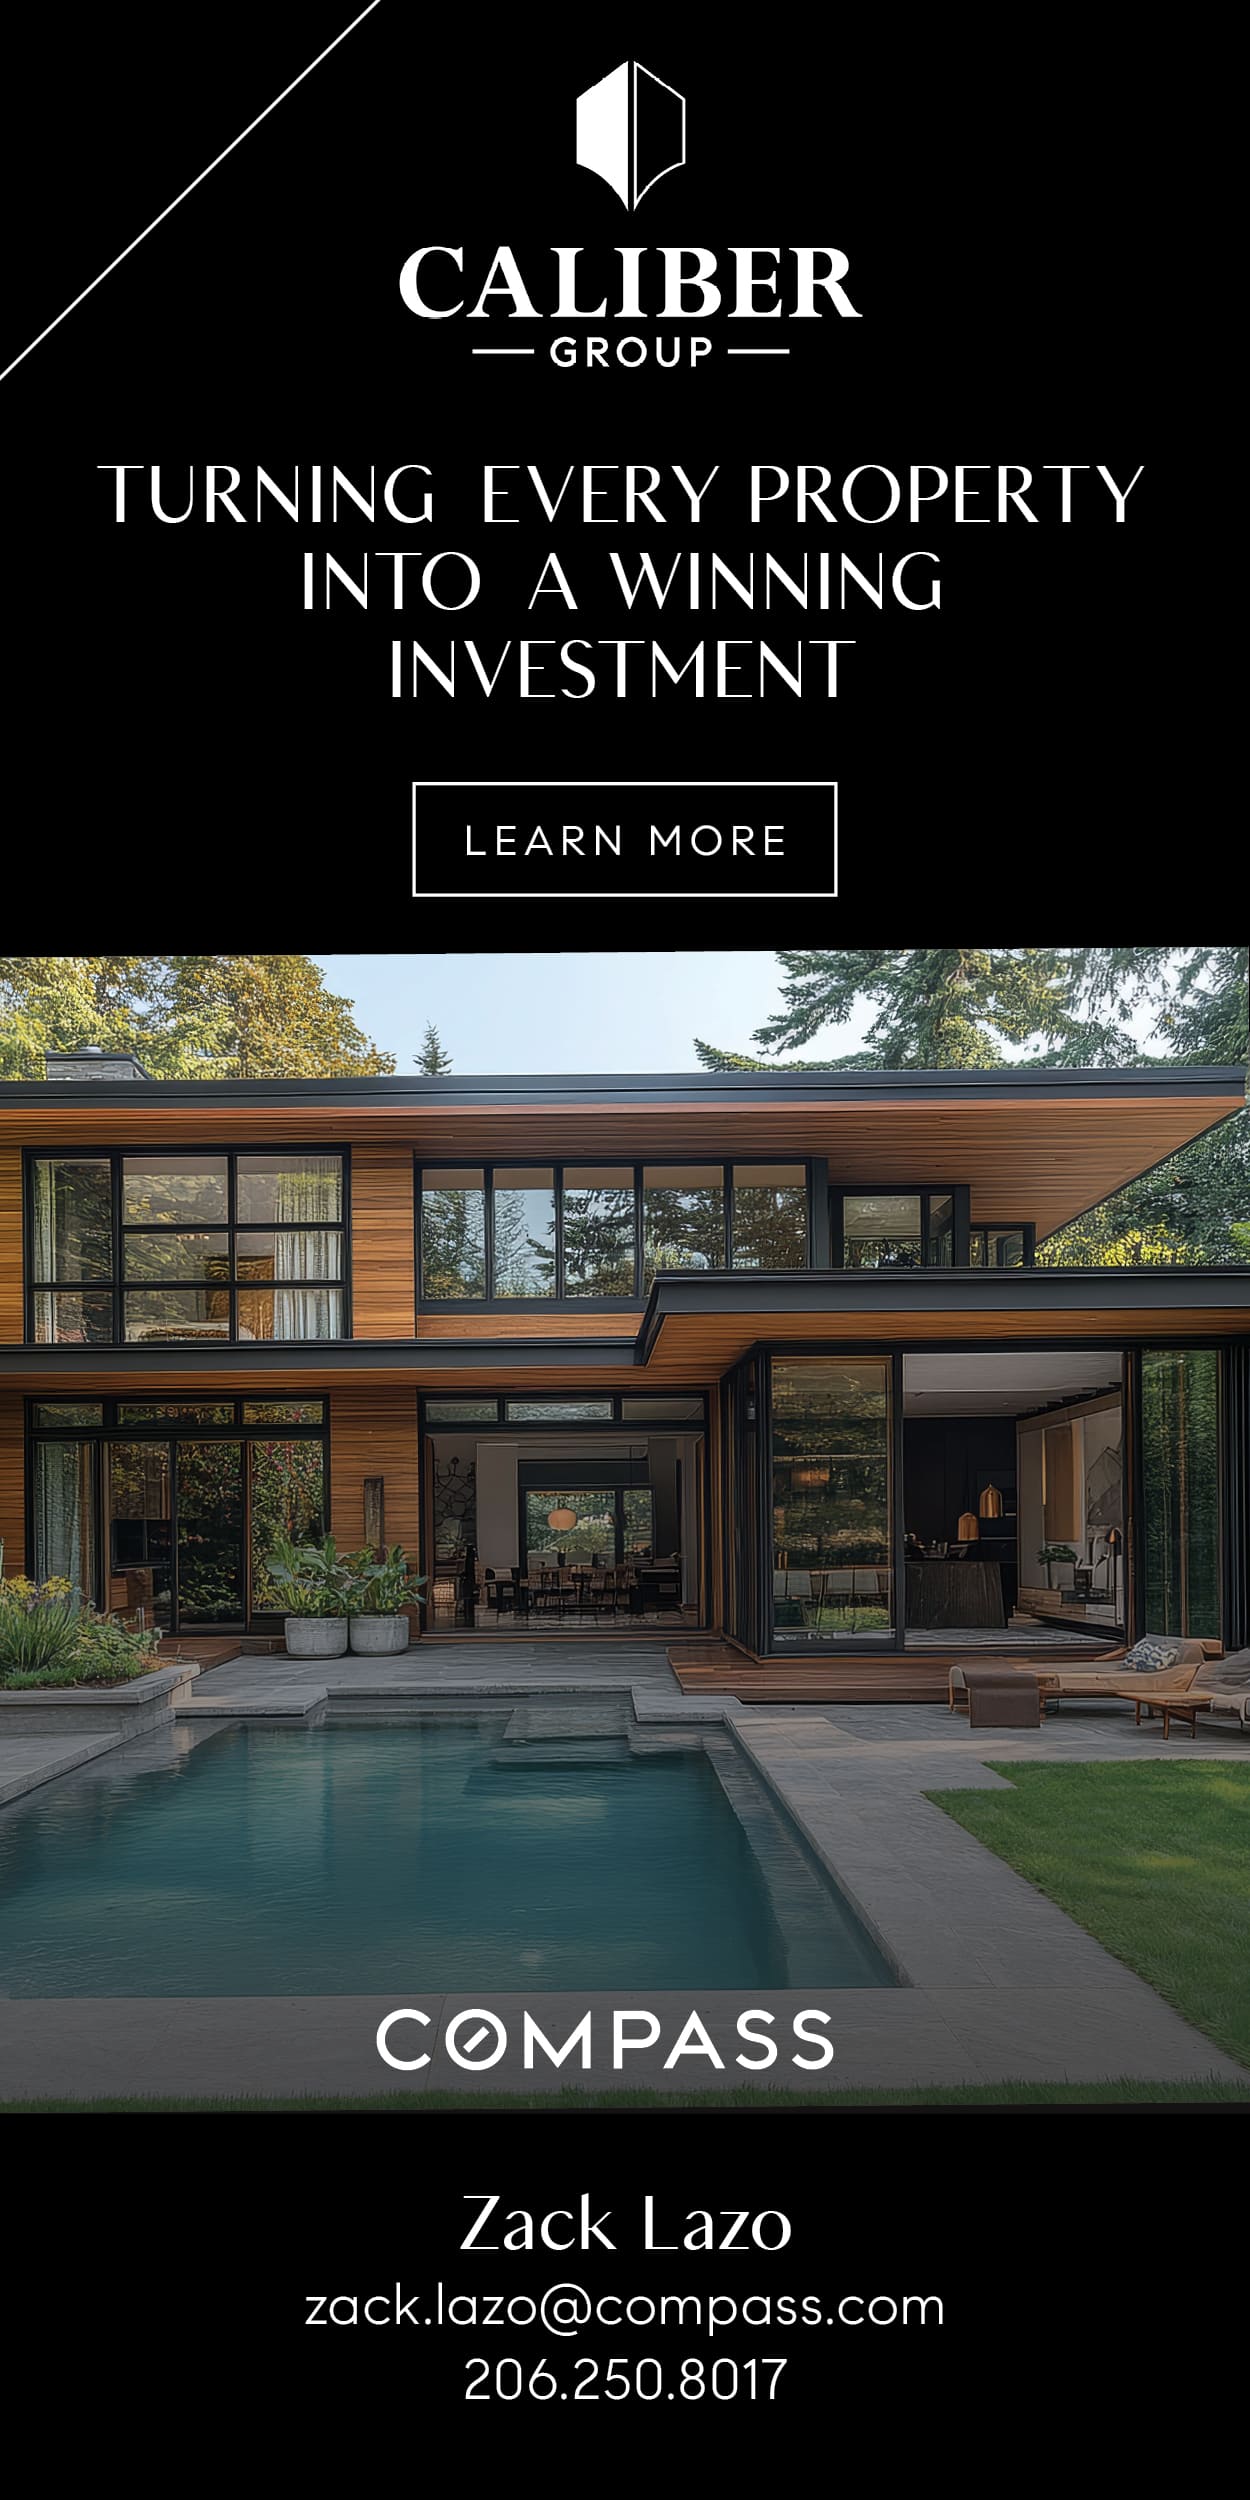 CALIBER
GROUP
TURNING EVERY PROPERTY
INTO A WINNING
INVESTMENT
LEARN MORE
COMPASS
Zack Lazo
zack.lazo@compass.com
206.250.8017